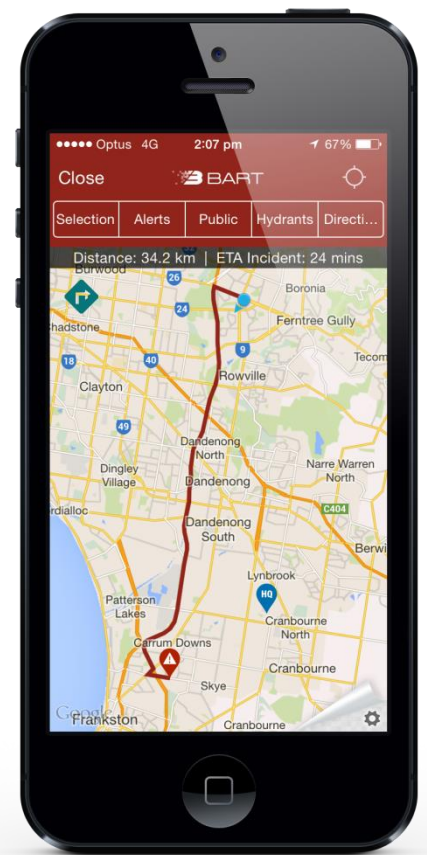 Optus 4G 2:07 pm 67%
Close BART
Selection Alerts Public Hydrants Directi...
Distance: 34.2 km | ETA Incident: 24 mins
Burwood
26
Boronia
24
Ferntree Gully
hadstone
9
18
40
Tecom
Rowville
Clayton
49
Dandenong
North
Dingley
Village
Narre Warren
North
Dandenong
C404
rdialloc
Dandenong
South
Berwi
Lynbrook
HQ
Patterson
Lakes
Cranbourne
North
Carrum Downs
Cranbourne
Skye
Google
Frankston
Cranbourne